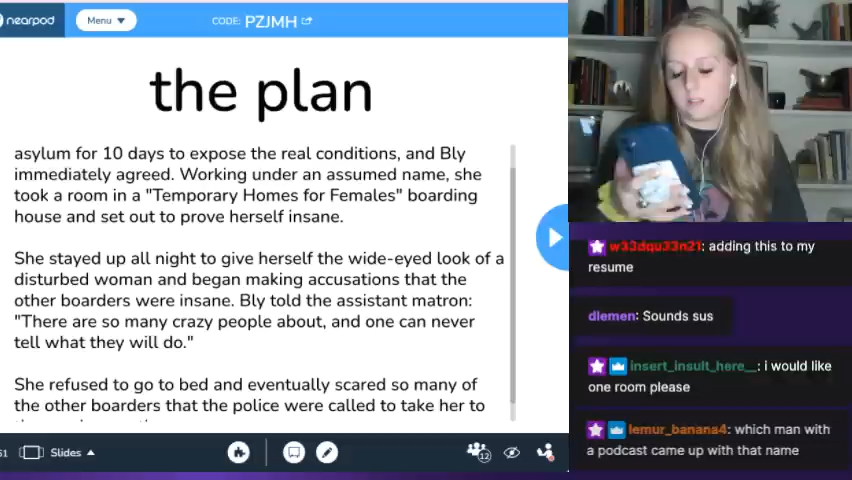 nearpod
Menu
CODE: PZJMH
the plan
asylum for 10 days to expose the real conditions, and Bly
immediately agreed. Working under an assumed name, she
took a room in a "Temporary Homes for Females" boarding
house and set out to prove herself insane.
She stayed up all night to give herself the wide-eyed look of a
disturbed woman and began making accusations that the
other boarders were insane. Bly told the assistant matron:
"There are so many crazy people about, and one can never
tell what they will do."
She refused to go to bed and eventually scared so many of
the other boarders that the police were called to take her to
Slides
12
w33dqu33n21: adding this to my
resume
dlemen: Sounds sus
insert_insult_here__: i would like
one room please
lemur_banana4: which man with
a podcast came up with that name